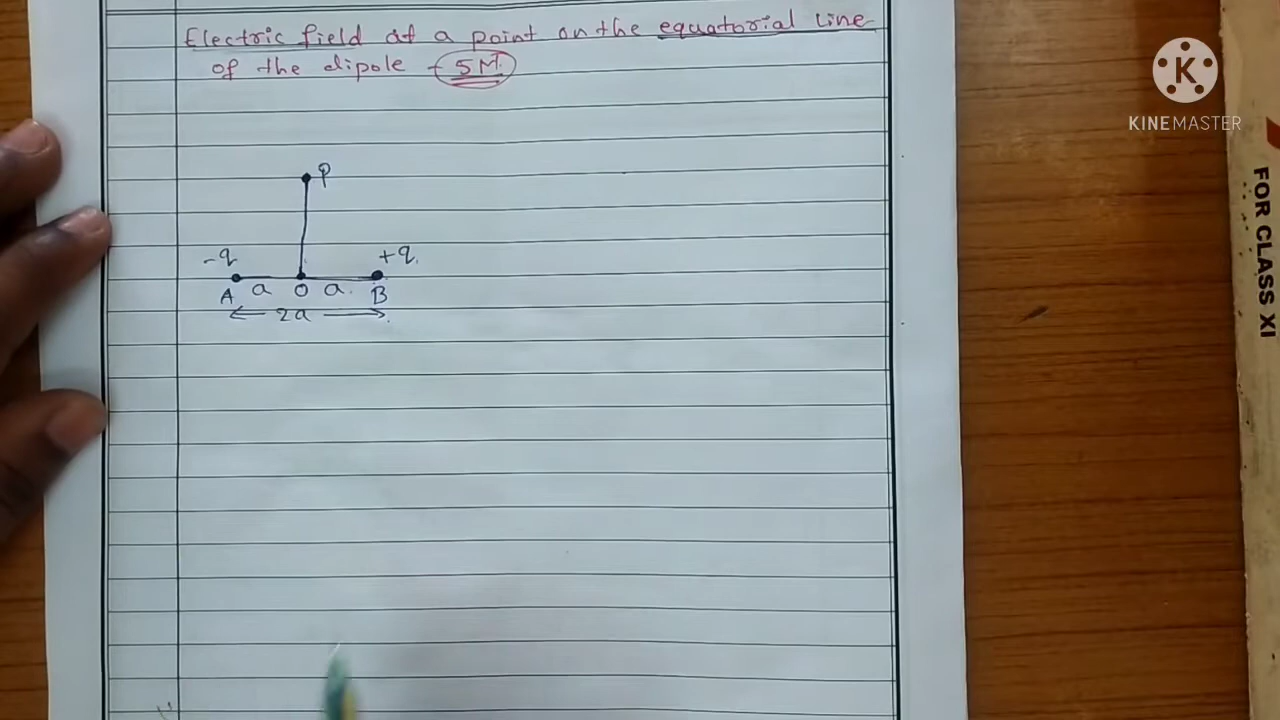 Electric field at a point on the equatorial line
of the dipole - 5M
K
KINEMASTER
P
-q +q
A a O a B
2a
FOR CLASS XI